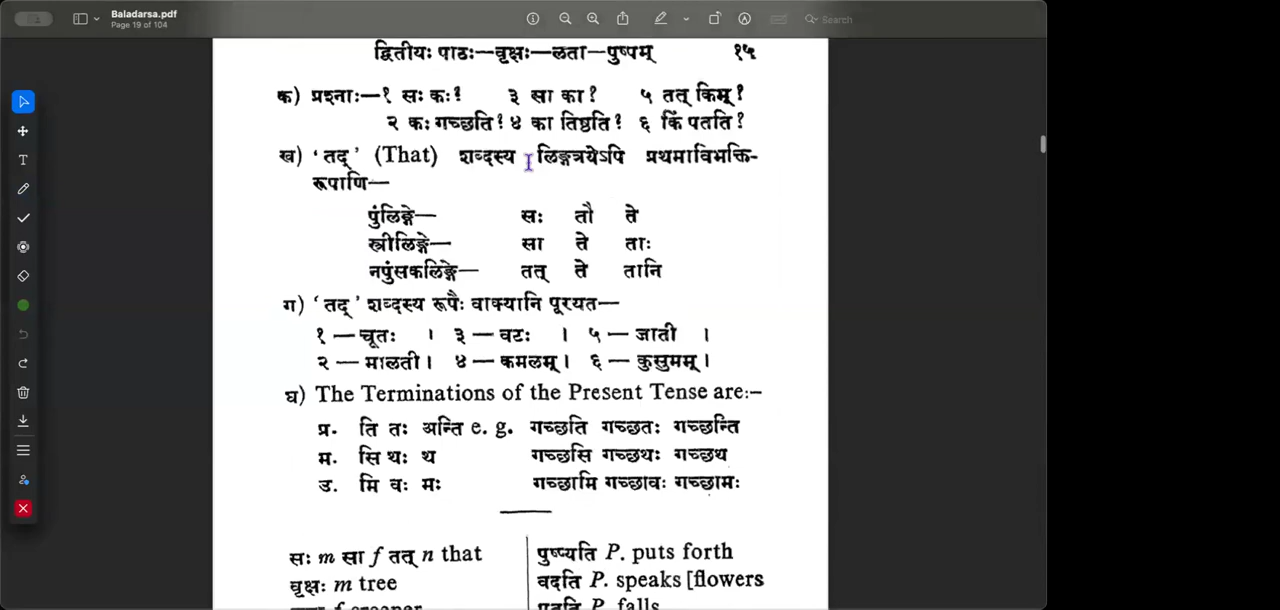 Baladarsa.pdf
Page 19 of 104
Search
द्वितीयः पाठः—वृक्षः—लता—पुष्पम् १५
क) प्रश्नाः—१ सः कः? ३ सा का? ५ तत् किम्?
२ कः गच्छति? ४ का तिष्ठति? ६ किं पतति?
ख) ‘तद्’ (That) शब्दस्य लिङ्गत्रयेऽपि प्रथमाविभक्ति-
रूपाणि—
पुंलिङ्गे— सः तौ ते
स्त्रीलिङ्गे— सा ते ताः
नपुंसकलिङ्गे— तत् ते तानि
ग) ‘तद्’ शब्दस्य रूपैः वाक्यानि पूरयत—
१ —चूतः । ३ —वटः । ५ —जाती ।
२ —मालती। ४ —कमलम्। ६ —कुसुमम्।
घ) The Terminations of the Present Tense are:-
प्र. ति तः अन्ति e. g. गच्छति गच्छतः गच्छन्ति
म. सि थः थ गच्छसि गच्छथः गच्छथ
उ. मि वः मः गच्छामि गच्छावः गच्छामः
सः m सा f तत् n that
वृक्षः m tree
पुष्प्यति P. puts forth
वदति P. speaks [flowers
पतति P. falls